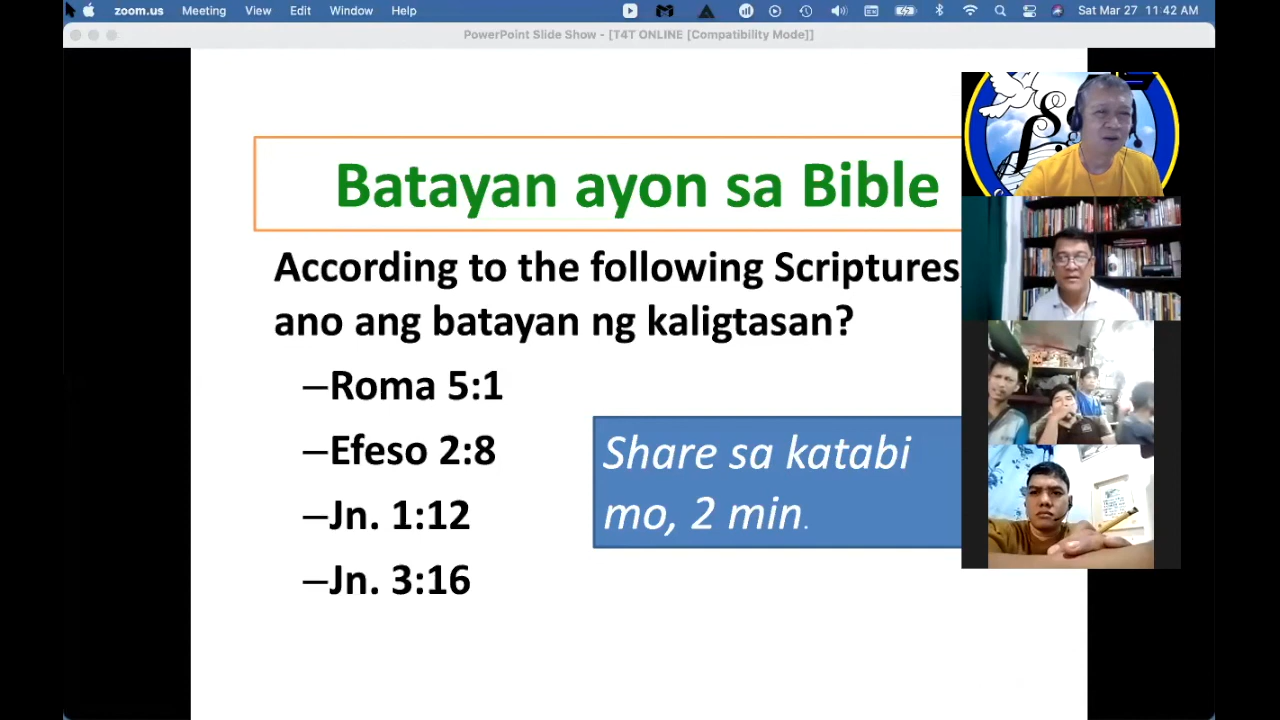 zoom.us Meeting View Edit Window Help Sat Mar 27 11:42 AM
PowerPoint Slide Show - [T4T ONLINE [Compatibility Mode]]
Batayan ayon sa Bible
According to the following Scriptures,
ano ang batayan ng kaligtasan?
–Roma 5:1
–Efeso 2:8
–Jn. 1:12
–Jn. 3:16
Share sa katabi
mo, 2 min.